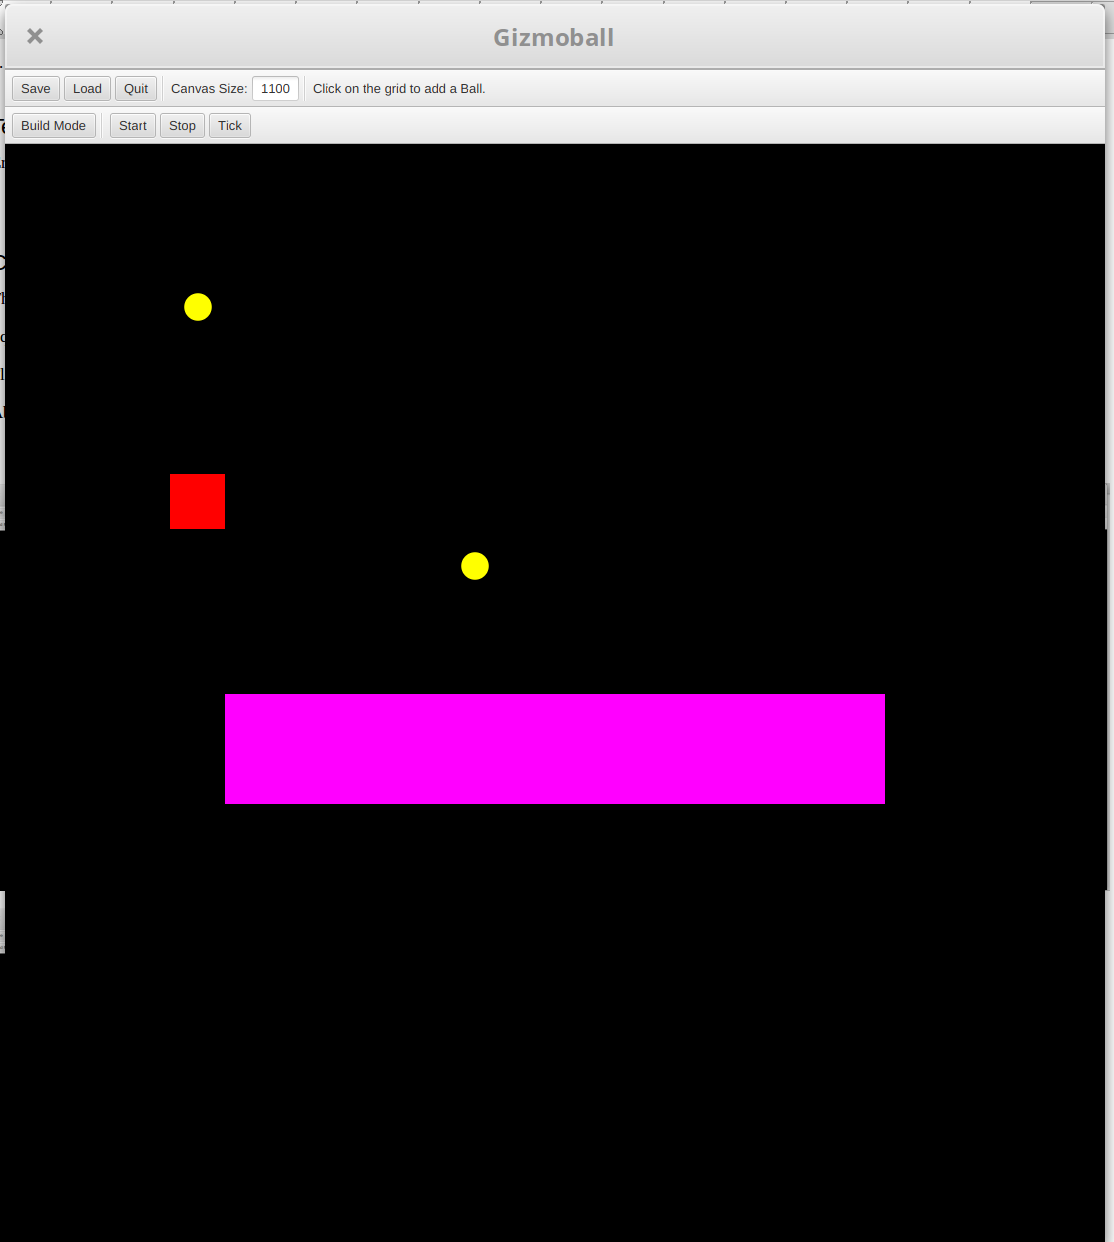 Gizmoball
Save Load Quit Canvas Size: 1100 Click on the grid to add a Ball.
Build Mode Start Stop Tick